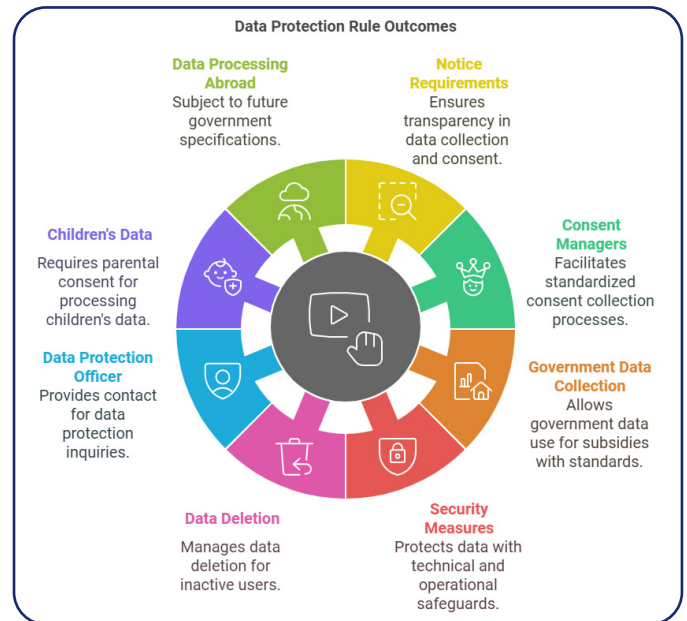 Data Protection Rule Outcomes
Data Processing
Abroad
Subject to future
government
specifications.
Notice
Requirements
Ensures
transparency in
data collection
and consent.
Children's Data
Requires parental
consent for
processing
children's data.
Consent
Managers
Facilitates
standardized
consent collection
processes.
Data Protection
Officer
Provides contact
for data
protection
inquiries.
Government Data
Collection
Allows
government data
use for subsidies
with standards.
Data Deletion
Manages data
deletion for
inactive users.
Security
Measures
Protects data with
technical and
operational
safeguards.